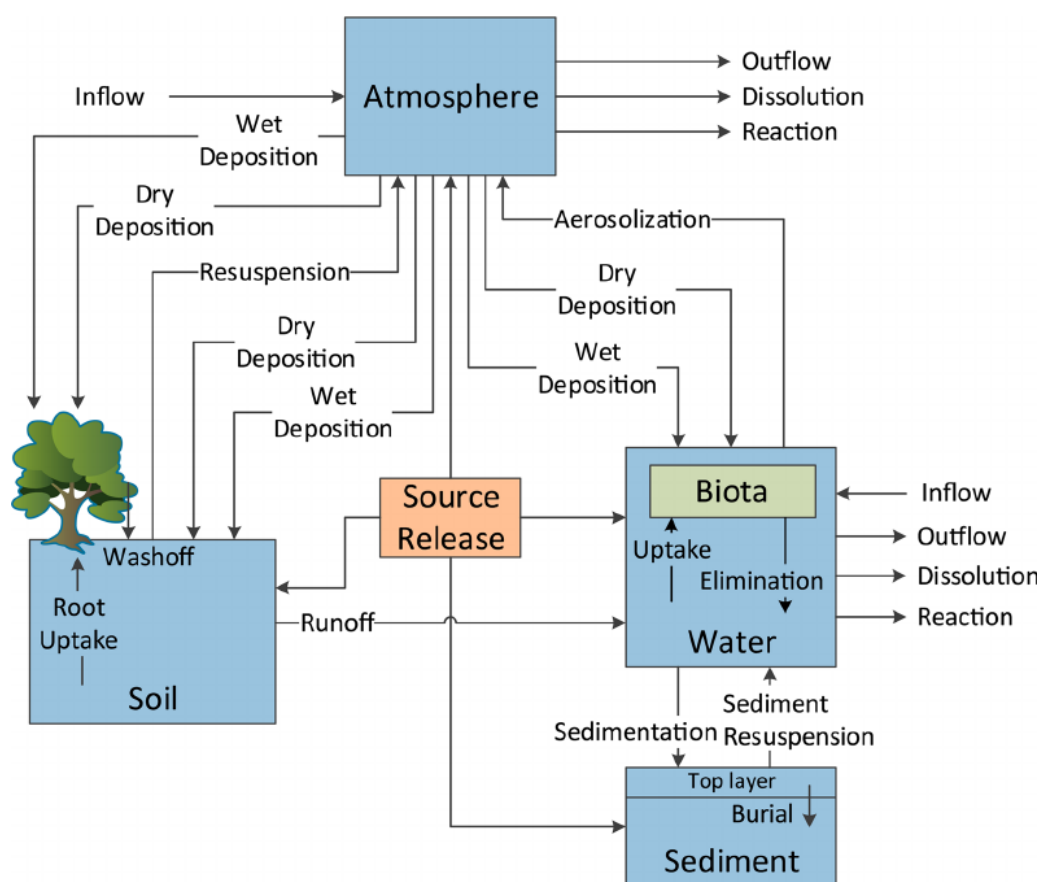 Atmosphere
Inflow
Outflow
Dissolution
Reaction
Wet
Deposition
Dry
Deposition
Aerosolization
Resuspension
Dry
Deposition
Dry
Deposition
Wet
Deposition
Wet
Deposition
Source
Release
Biota
Uptake
Elimination
Water
Inflow
Outflow
Dissolution
Reaction
Washoff
Root
Uptake
Soil
Runoff
Sedimentation
Sediment
Resuspension
Top layer
Burial
Sediment